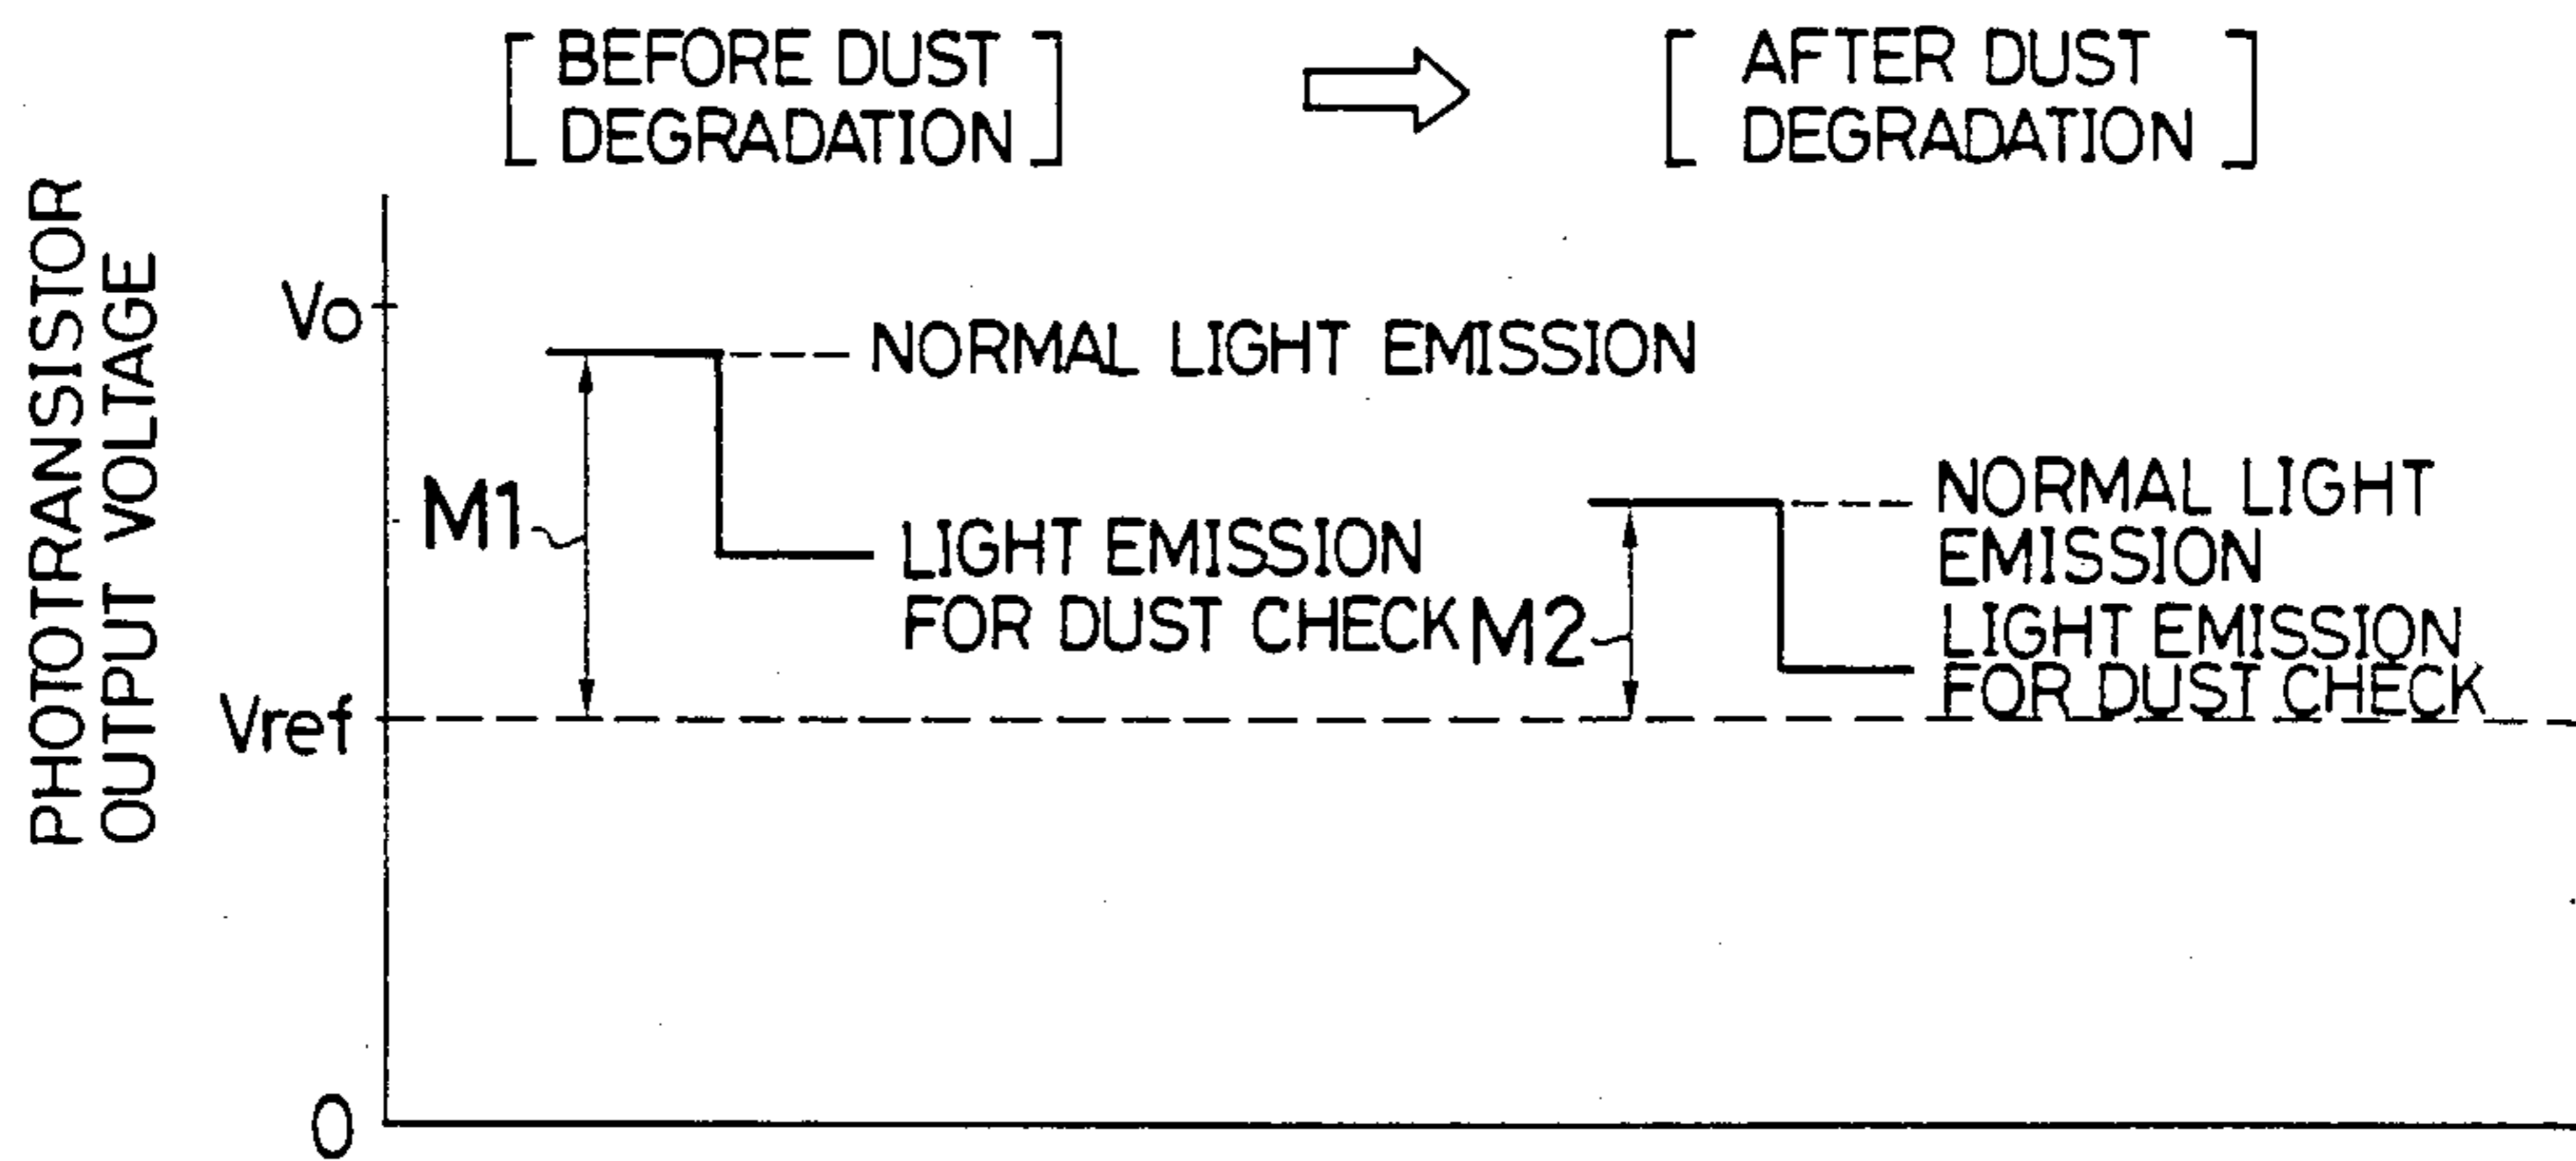 [ BEFORE DUST
DEGRADATION ]
[ AFTER DUST
DEGRADATION ]
PHOTOTRANSISTOR
OUTPUT VOLTAGE
Vo
NORMAL LIGHT EMISSION
M1
LIGHT EMISSION
FOR DUST CHECK
M2
NORMAL LIGHT
EMISSION
LIGHT EMISSION
FOR DUST CHECK
Vref
0